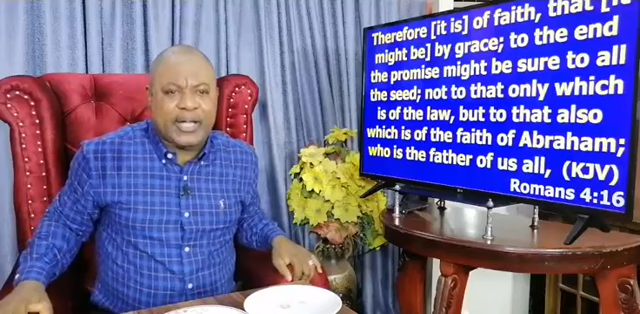 Therefore [it is] of faith, that [it
might be] by grace; to the end
the promise might be sure to all
the seed; not to that only which
is of the law, but to that also
which is of the faith of Abraham;
who is the father of us all, (KJV)
Romans 4:16